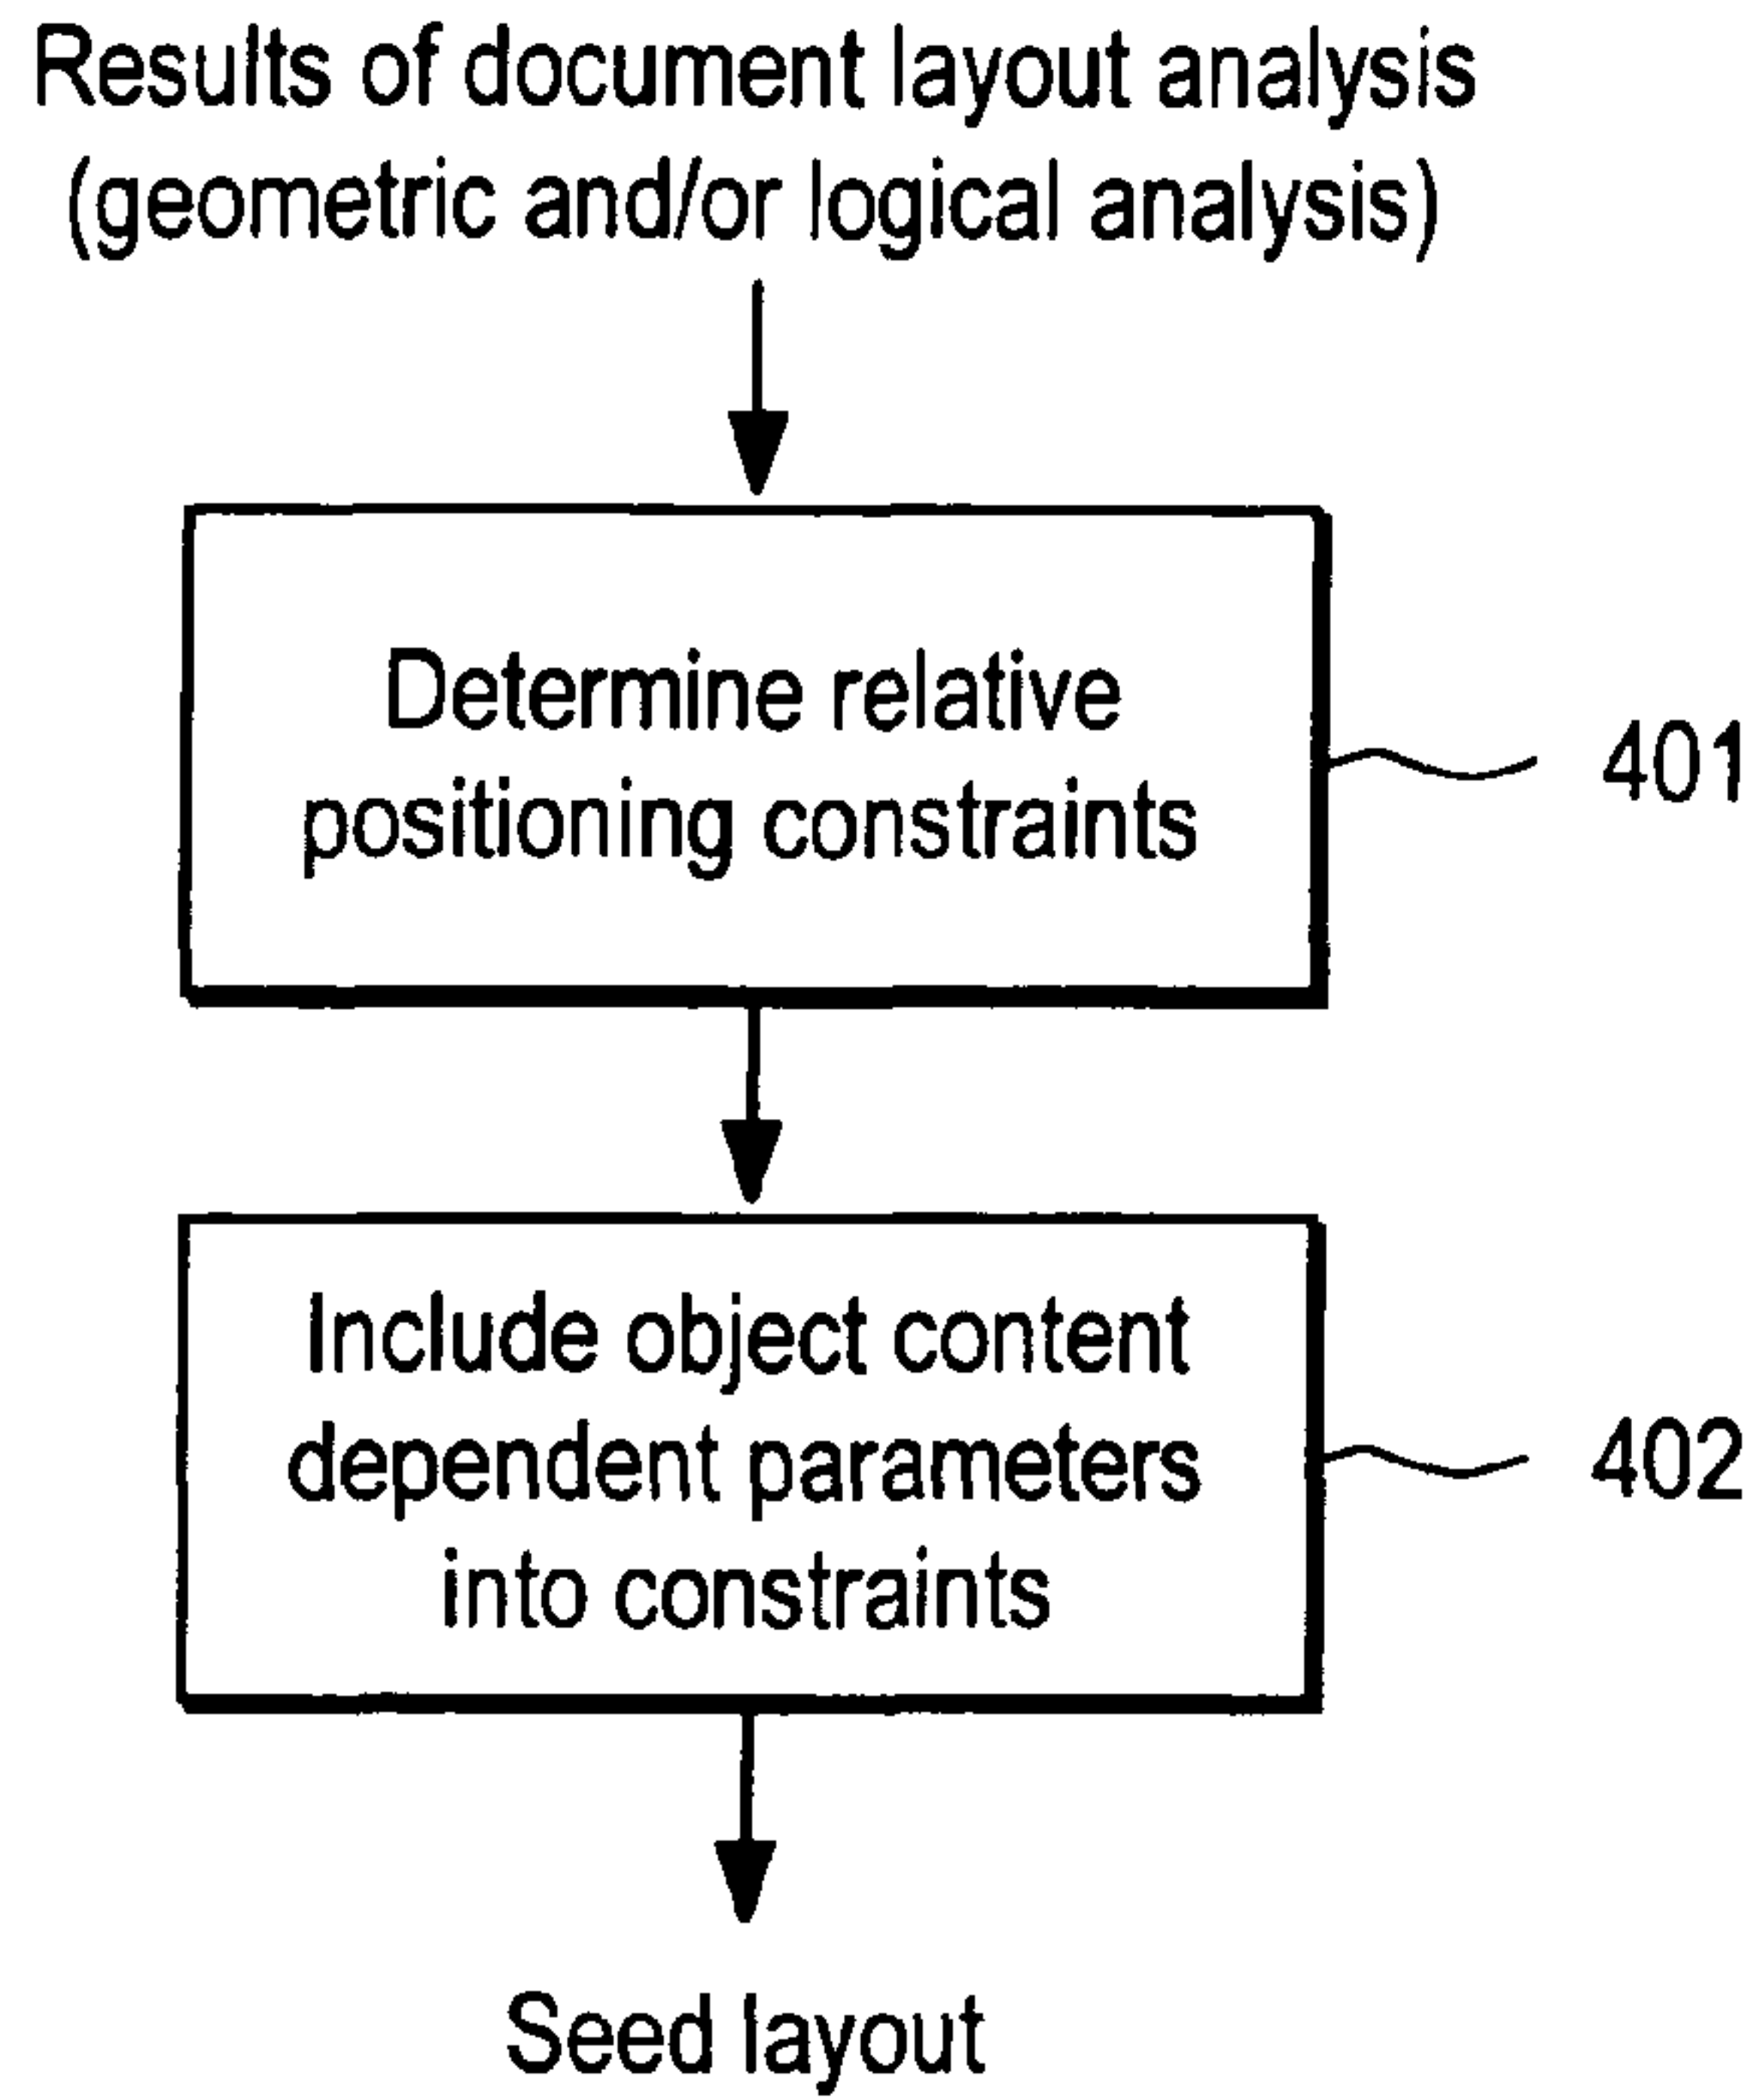 Results of document layout analysis
(geometric and/or logical analysis)
Determine relative
positioning constraints
401
Include object content
dependent parameters
into constraints
402
Seed layout